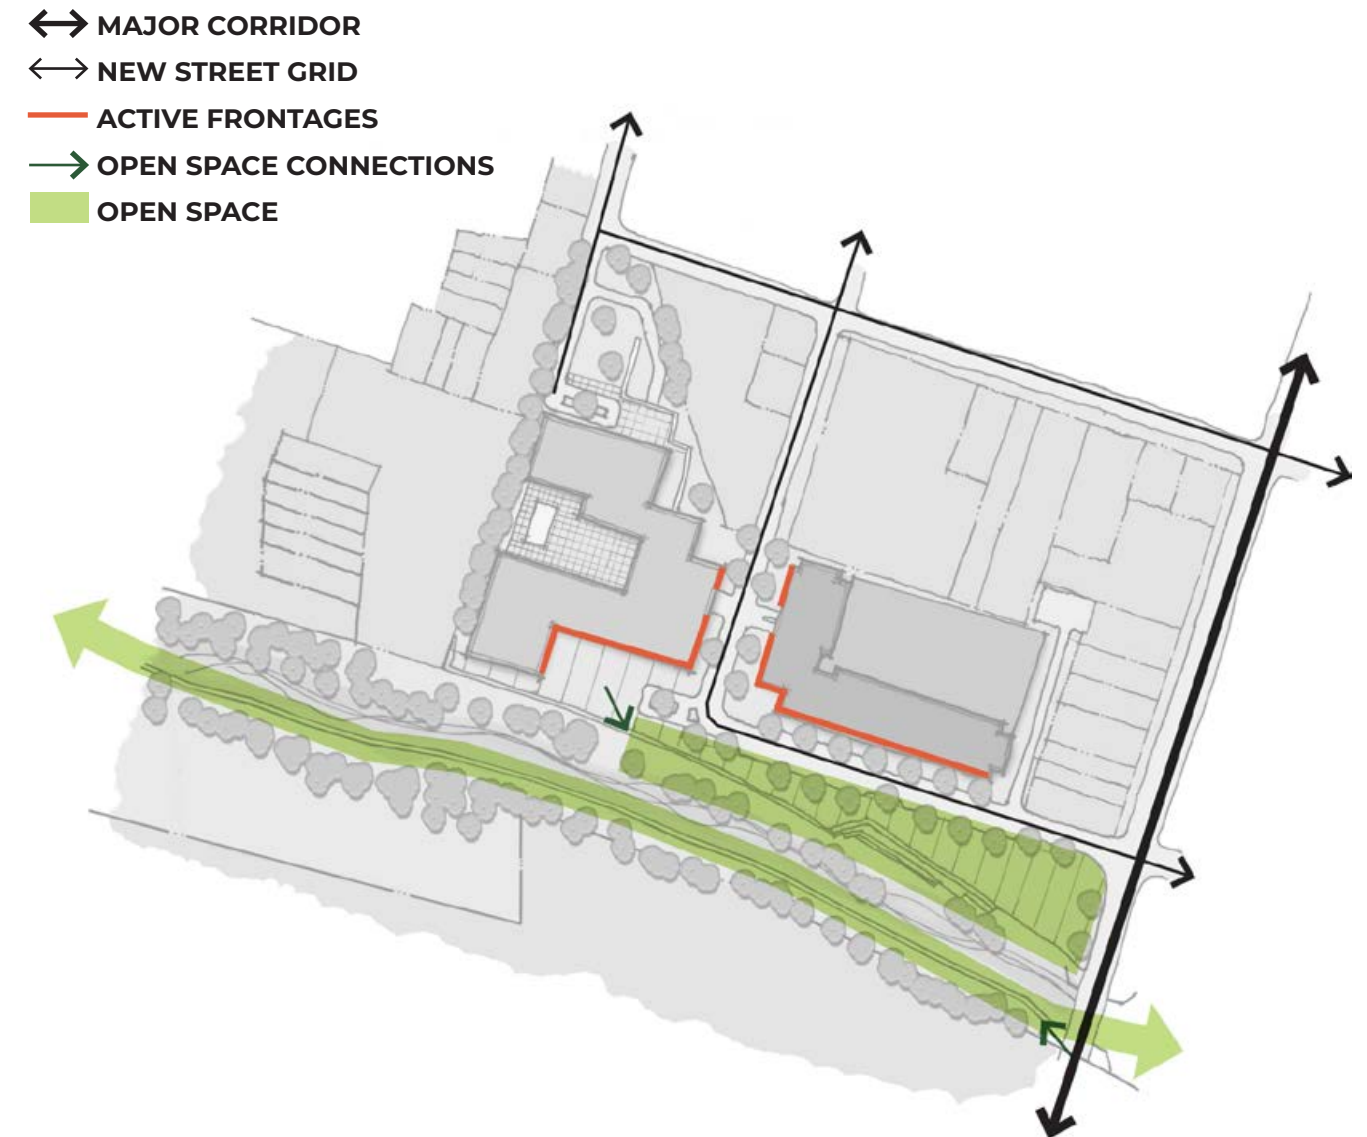 MAJOR CORRIDOR
NEW STREET GRID
ACTIVE FRONTAGES
OPEN SPACE CONNECTIONS
OPEN SPACE